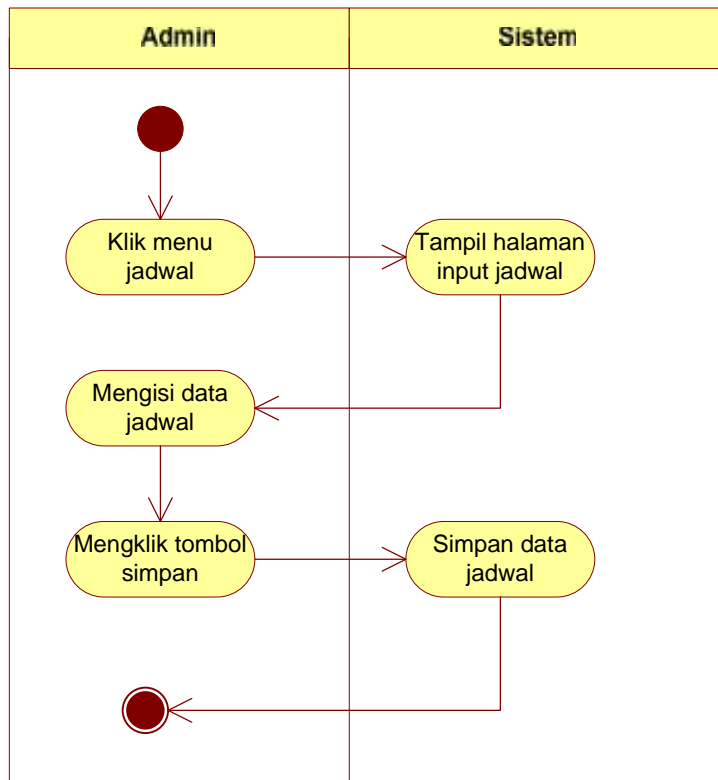 Admin
Sistem
Klik menu
jadwal
Tampil halaman
input jadwal
Mengisi data
jadwal
Mengklik tombol
simpan
Simpan data
jadwal